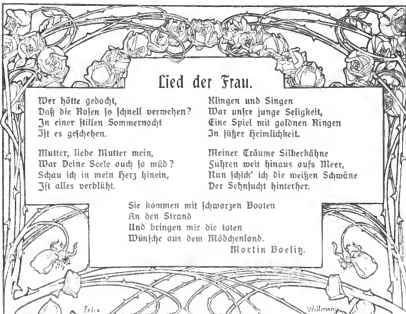 Lied der Frau.
Wer hätte gedacht,
Daß die Rosen so schnell verwehen?
In einer stillen Sommernacht
Ist es geschehen.
Mutter, liebe Mutter mein,
War Deine Seele auch so müd?
Schau ich in mein Herz hinein,
Ist alles verblüht.
Klingen und Singen
War unsre junge Seligkeit,
Eine Spiel mit goldnen Ringen
In süßer Heimlichkeit.
Meiner Träume Silberkähne
Fuhren weit hinaus aufs Meer,
Nun schick' ich die weißen Schwäne
Der Sehnsucht hinterher.
Sie kommen mit schwarzen Booten
An den Strand
Und bringen mir die toten
Wünsche aus dem Mädchenland.
Martin Boelitz.
Felix